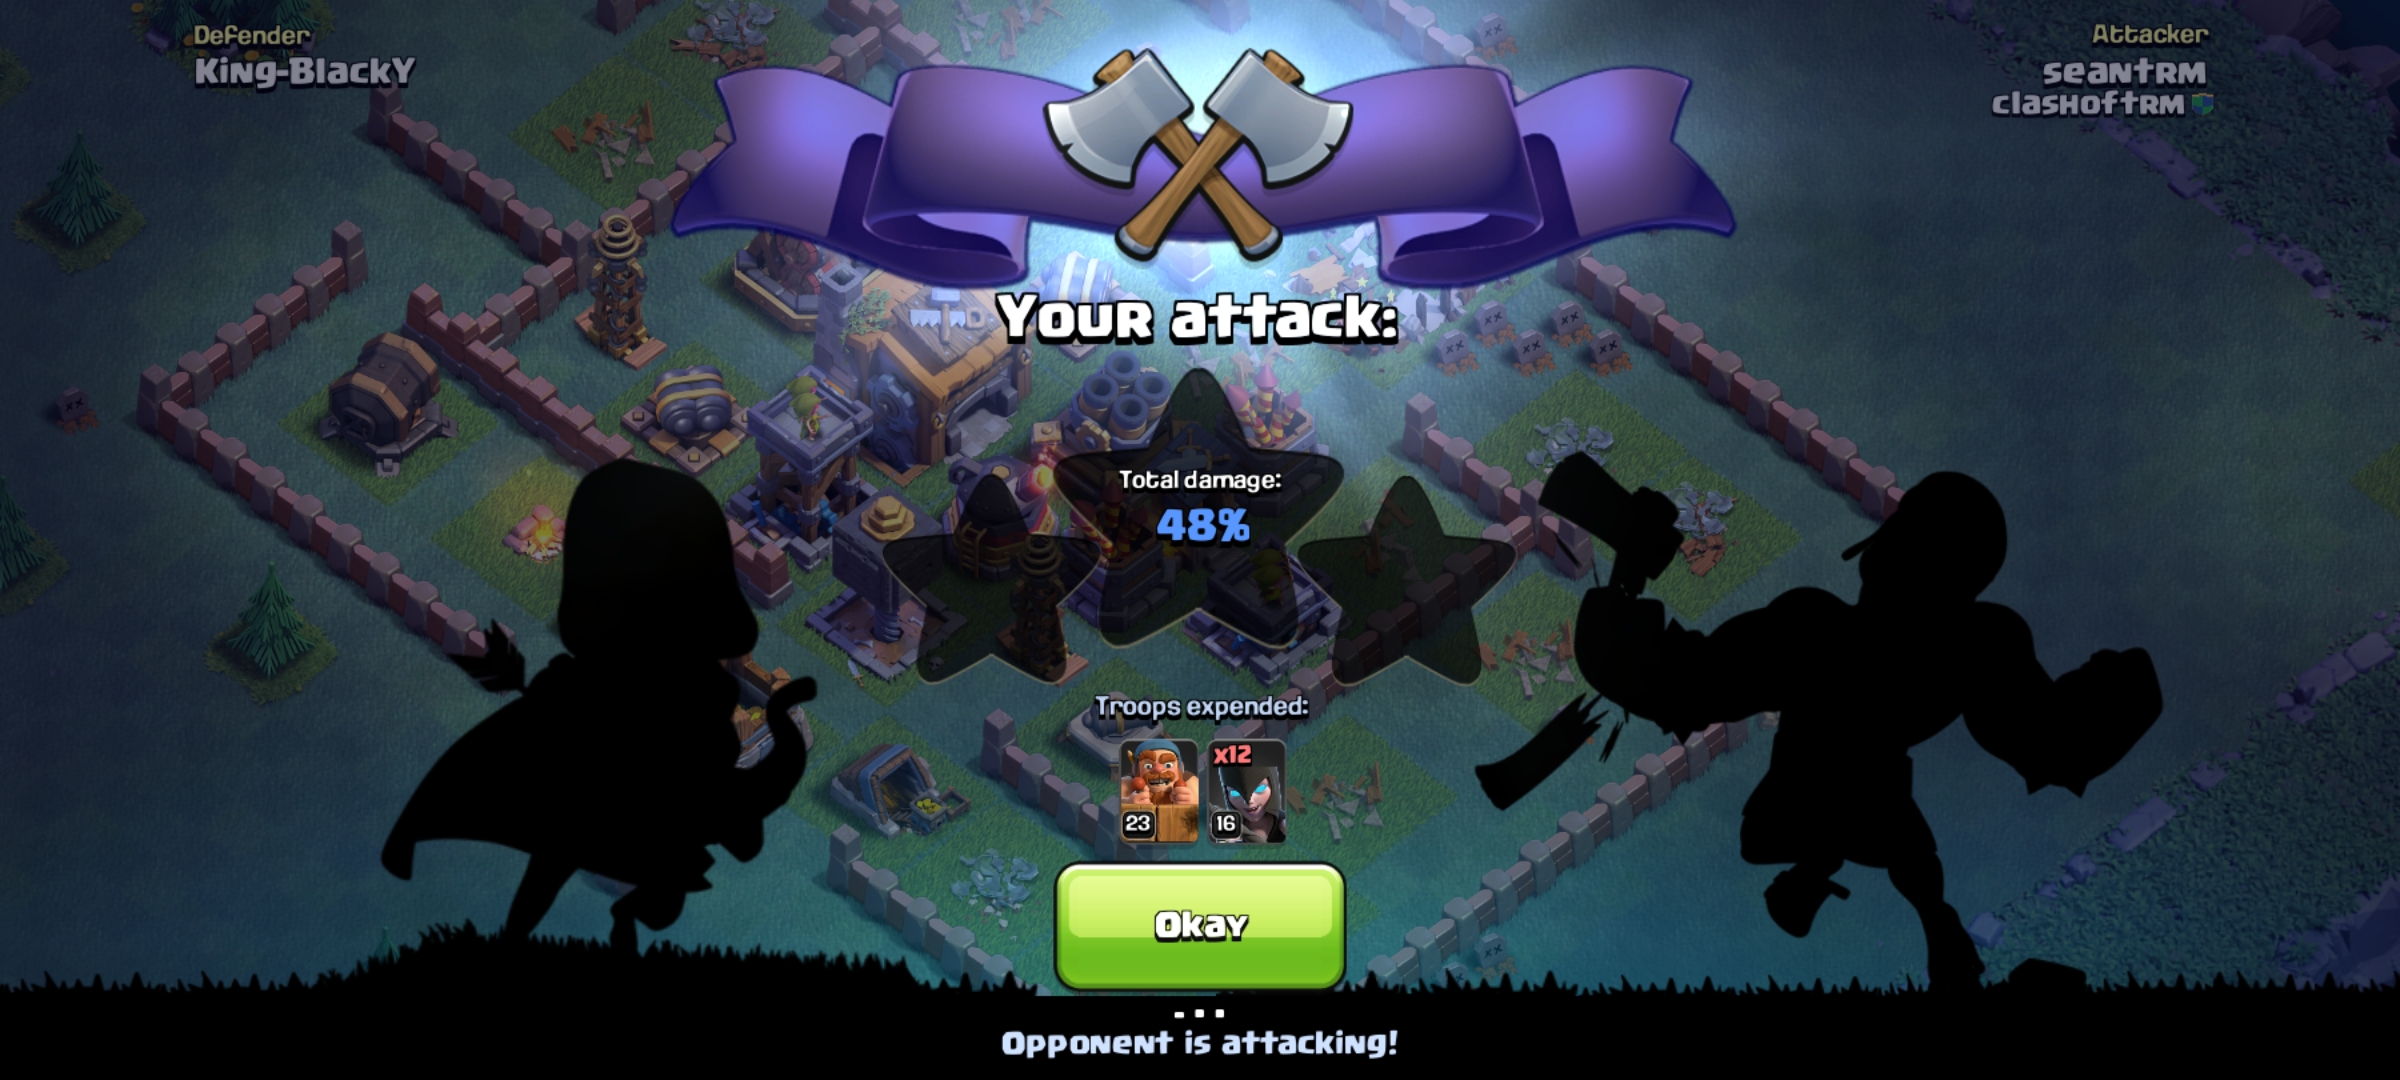 Defender
King-BlackY
Attacker
seantRM
clashoftRM
Your attack:
Total damage:
48%
Troops expended:
x12
23
16
Okay
...
Opponent is attacking!